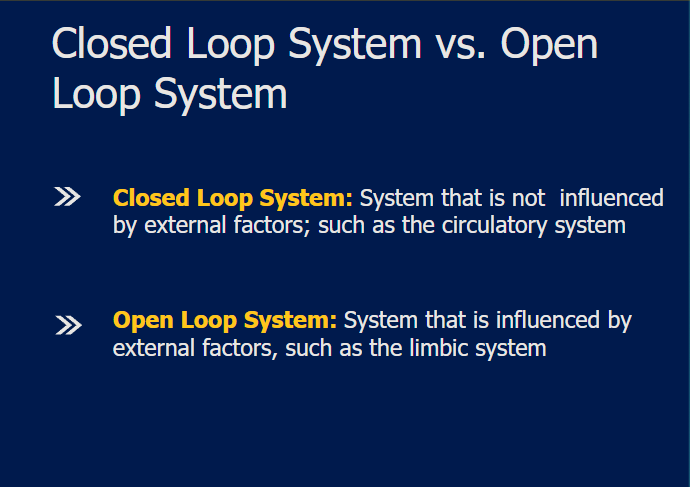 Closed Loop System vs. Open
Loop System
Closed Loop System: System that is not  influenced
by external factors; such as the circulatory system
Open Loop System: System that is influenced by
external factors, such as the limbic system